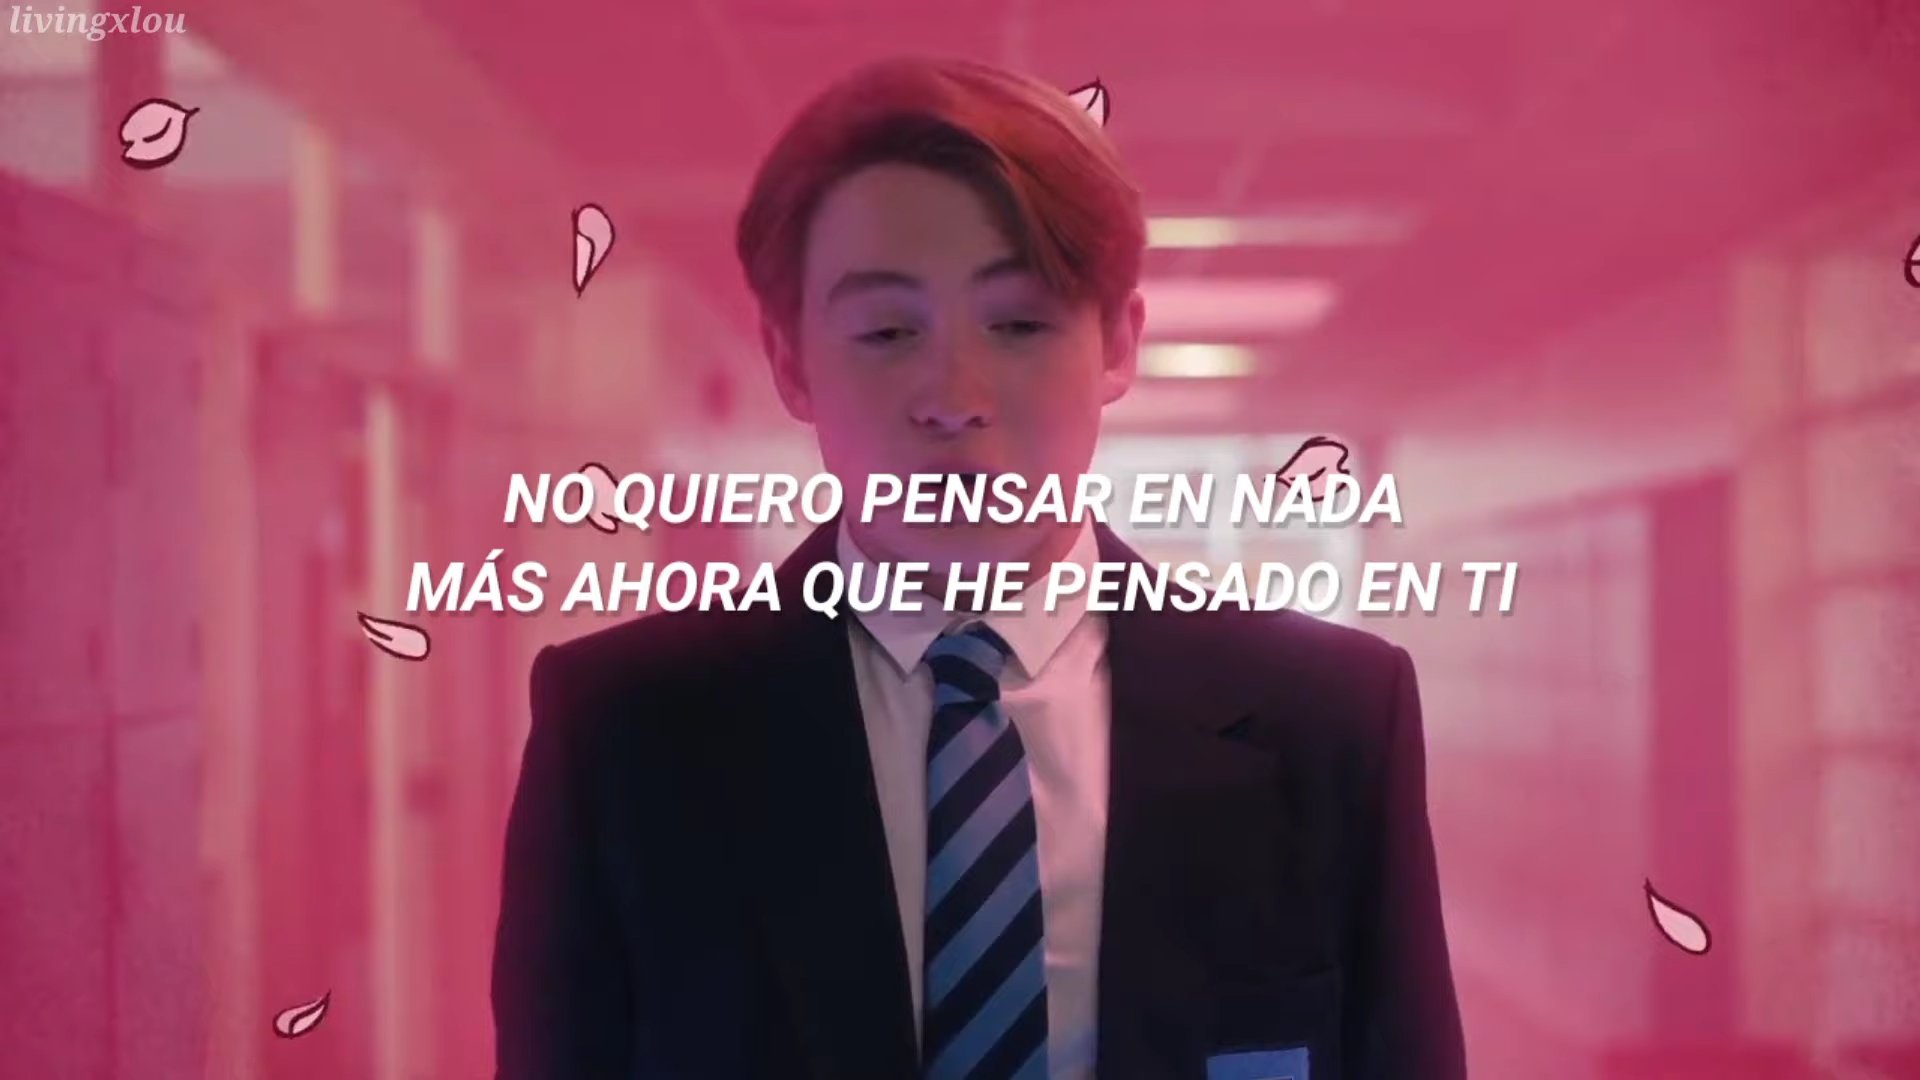 livingxlou
NO QUIERO PENSAR EN NADA
MÁS AHORA QUE HE PENSADO EN TI